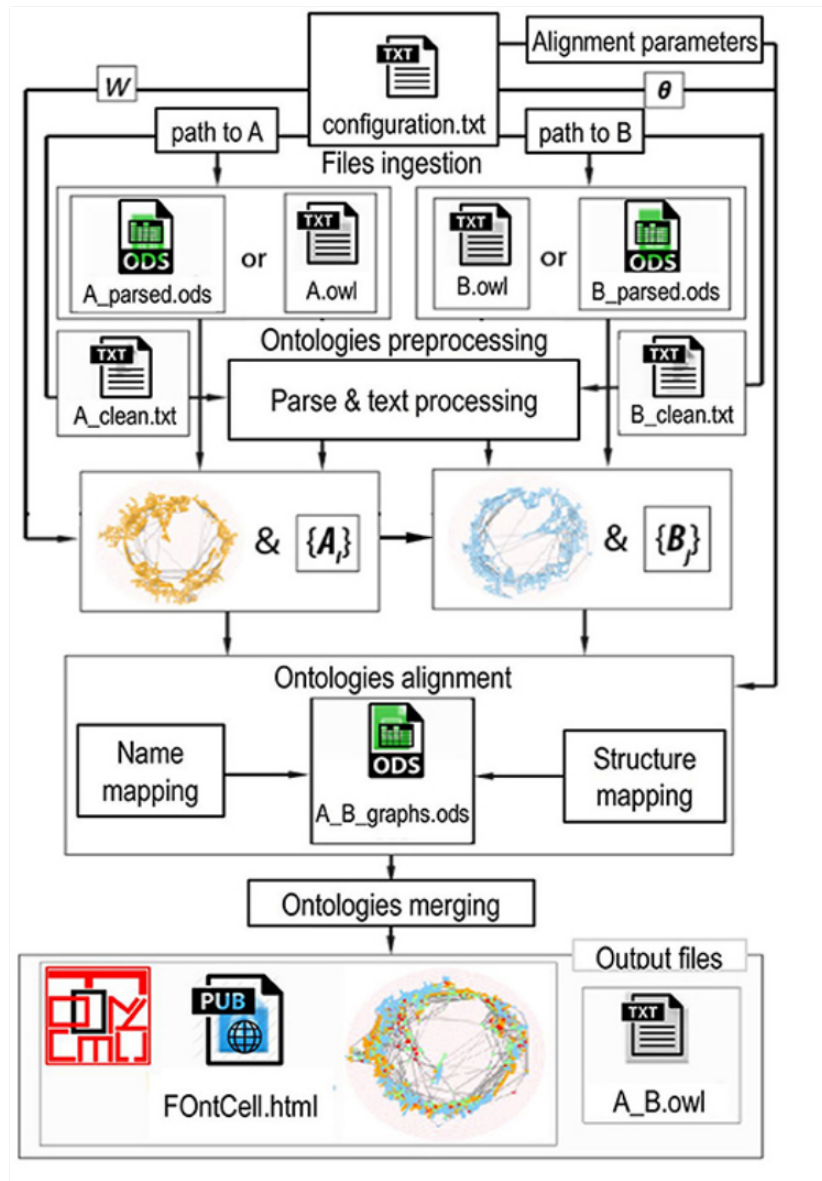 TXT
configuration.txt
Alignment parameters
W
θ
path to A
path to B
Files ingestion
ODS
A_parsed.ods
or
TXT
A.owl
TXT
B.owl
or
ODS
B_parsed.ods
Ontologies preprocessing
TXT
A_clean.txt
Parse & text processing
TXT
B_clean.txt
& {Ai}
& {Bj}
Ontologies alignment
Name
mapping
ODS
A_B_graphs.ods
Structure
mapping
Ontologies merging
Output files
PUB
FOntCell.html
TXT
A_B.owl